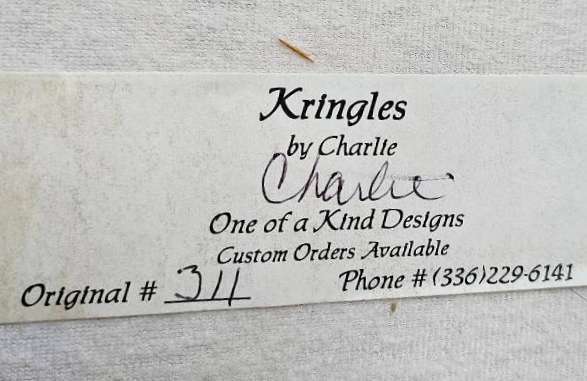 Kringles
by Charlie
Charlie
One of a Kind Designs
Custom Orders Available
Original # 311 Phone # (336)229-6141